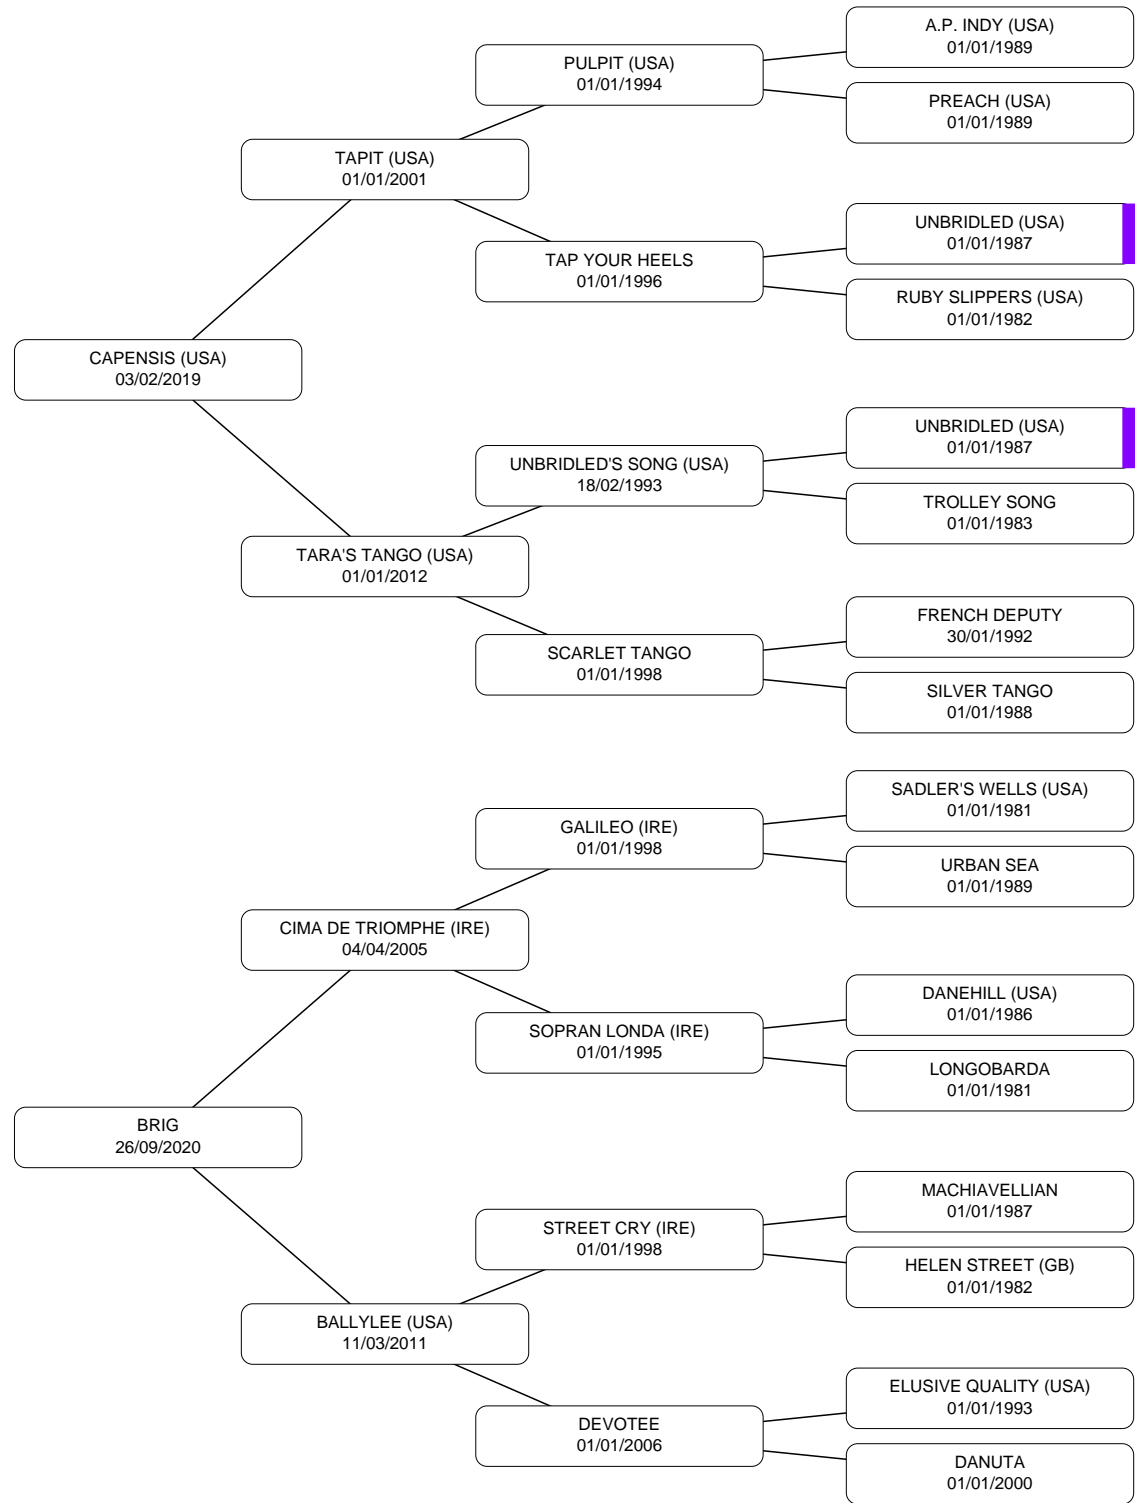 A.P. INDY (USA)
01/01/1989
PULPIT (USA)
01/01/1994
PREACH (USA)
01/01/1989
TAPIT (USA)
01/01/2001
UNBRIDLED (USA)
01/01/1987
TAP YOUR HEELS
01/01/1996
RUBY SLIPPERS (USA)
01/01/1982
CAPENSIS (USA)
03/02/2019
UNBRIDLED (USA)
01/01/1987
UNBRIDLED'S SONG (USA)
18/02/1993
TROLLEY SONG
01/01/1983
TARA'S TANGO (USA)
01/01/2012
FRENCH DEPUTY
30/01/1992
SCARLET TANGO
01/01/1998
SILVER TANGO
01/01/1988
SADLER'S WELLS (USA)
01/01/1981
GALILEO (IRE)
01/01/1998
URBAN SEA
01/01/1989
CIMA DE TRIOMPHE (IRE)
04/04/2005
DANEHILL (USA)
01/01/1986
SOPRAN LONDA (IRE)
01/01/1995
LONGOBARDA
01/01/1981
BRIG
26/09/2020
MACHIAVELLIAN
01/01/1987
STREET CRY (IRE)
01/01/1998
HELEN STREET (GB)
01/01/1982
BALLYLEE (USA)
11/03/2011
ELUSIVE QUALITY (USA)
01/01/1993
DEVOTEE
01/01/2006
DANUTA
01/01/2000